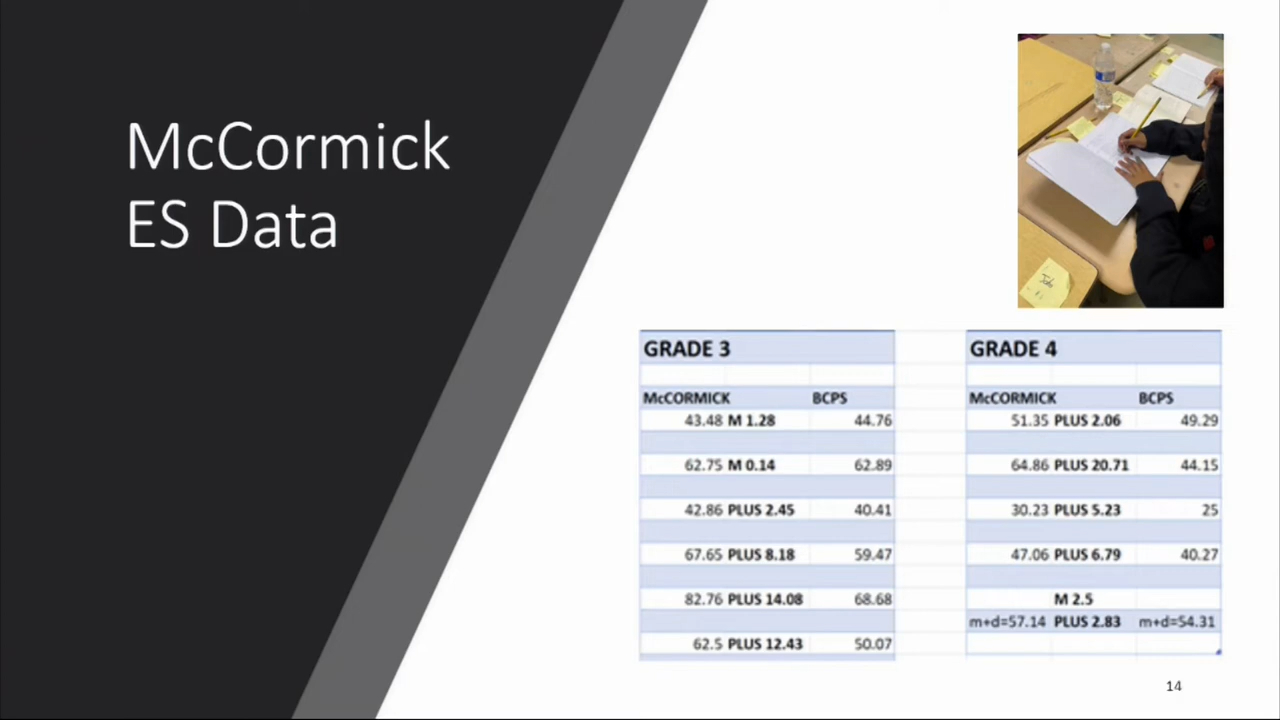 McCormick
ES Data
GRADE 3
McCORMICK BCPS
43.48 M 1.28 44.76
62.75 M 0.14 62.89
42.86 PLUS 2.45 40.41
67.65 PLUS 8.18 59.47
82.76 PLUS 14.08 68.68
62.5 PLUS 12.43 50.07
GRADE 4
McCORMICK BCPS
51.35 PLUS 2.06 49.29
64.86 PLUS 20.71 44.15
30.23 PLUS 5.23 25
47.06 PLUS 6.79 40.27
M 2.5
m+d=57.14 PLUS 2.83 m+d=54.31
14